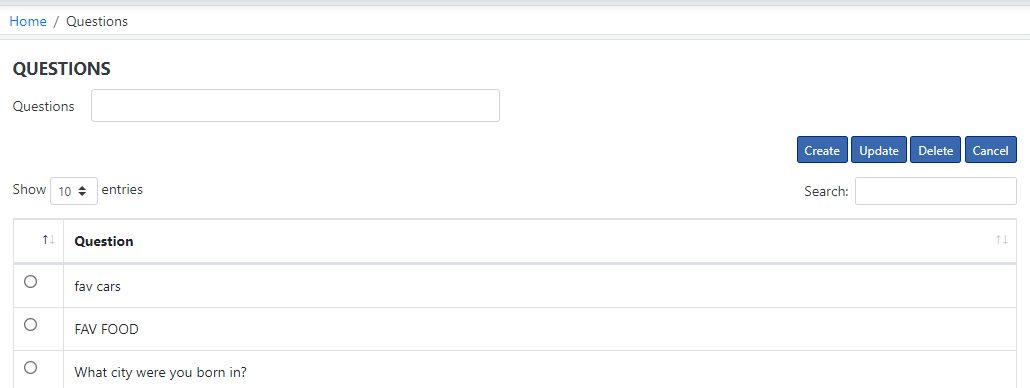 Home / Questions
QUESTIONS
Questions
Create Update Delete Cancel
Show 10 entries Search:
Question
fav cars
FAV FOOD
What city were you born in?